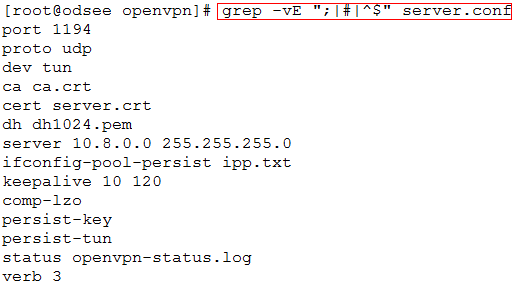 [root@odsee openvpn]# grep -vE ";|#|^$" server.conf
port 1194
proto udp
dev tun
ca ca.crt
cert server.crt
dh dh1024.pem
server 10.8.0.0 255.255.255.0
ifconfig-pool-persist ipp.txt
keepalive 10 120
comp-lzo
persist-key
persist-tun
status openvpn-status.log
verb 3